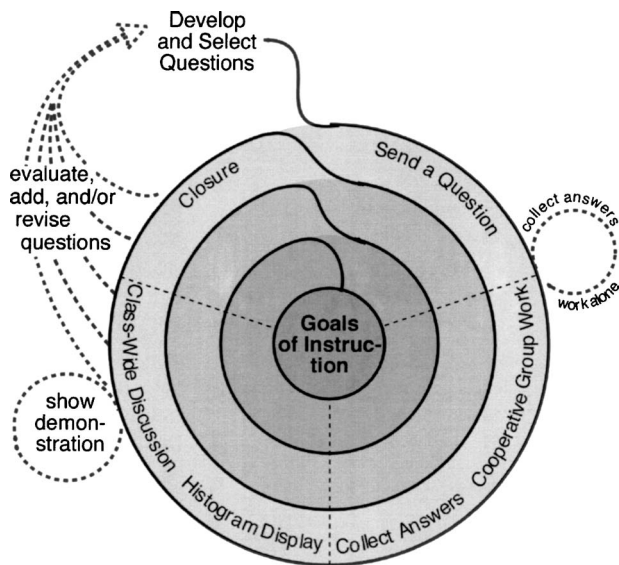 Develop
and Select
Questions
evaluate,
add, and/or
revise
questions
Closure
Send a Question
collect answers
work alone
Cooperative Group Work
Goals
of Instruc-
tion
Class-Wide Discussion
show
demon-
stration
Histogram Display
Collect Answers